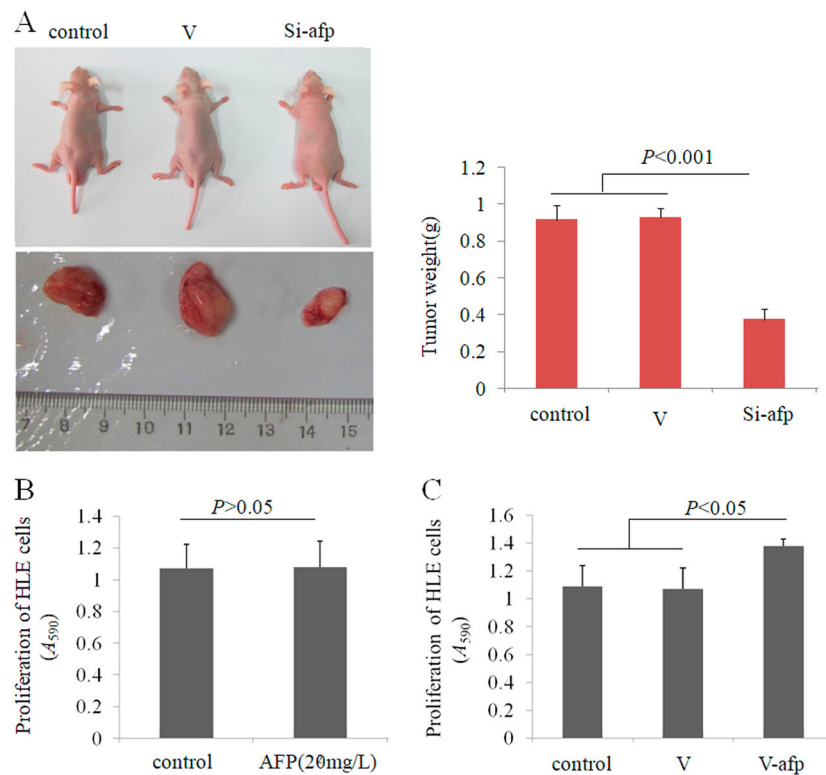 A
control V Si-afp
7 8 9 10 11 12 13 14 15
P<0.001
Tumor weight(g)
1.2
1
0.8
0.6
0.4
0.2
0
control V Si-afp
B
P>0.05
Proliferation of HLE cells
(A590)
1.4
1.2
1
0.8
0.6
0.4
0.2
0
control AFP(20mg/L)
C
P<0.05
Proliferation of HLE cells
(A590)
1.6
1.4
1.2
1
0.8
0.6
0.4
0.2
0
control V V-afp